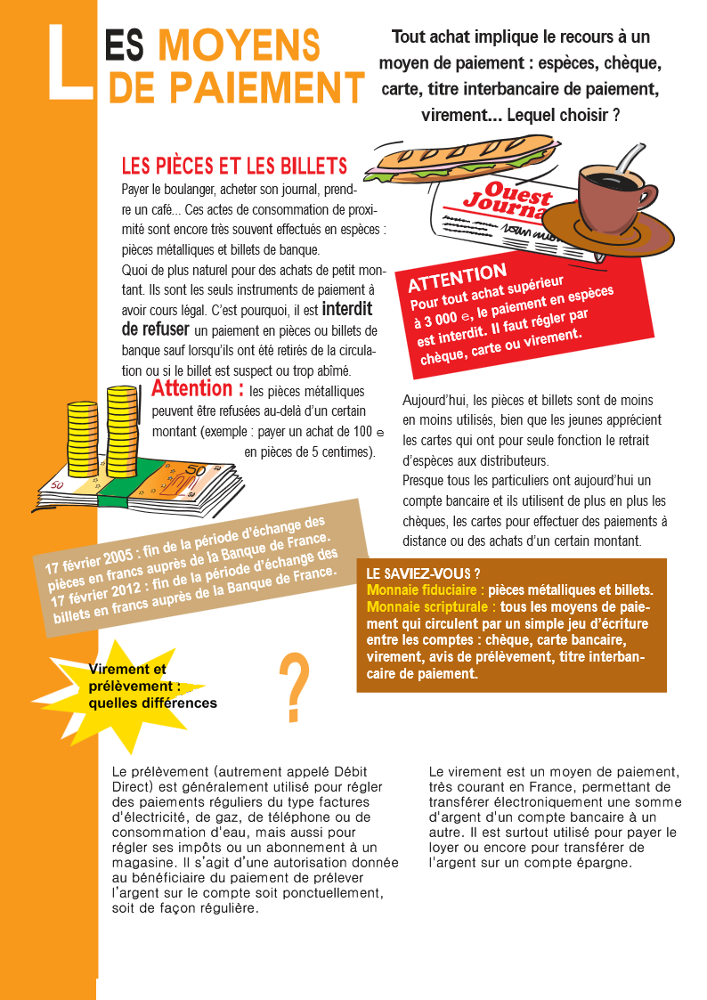 LES MOYENS
DE PAIEMENT
Tout achat implique le recours à un
moyen de paiement : espèces, chèque,
carte, titre interbancaire de paiement,
virement... Lequel choisir ?
LES PIÈCES ET LES BILLETS
Payer le boulanger, acheter son journal, prend-
re un café... Ces actes de consommation de proxi-
mité sont encore très souvent effectués en espèces :
pièces métalliques et billets de banque.
Quoi de plus naturel pour des achats de petit mon-
tant. Ils sont les seuls instruments de paiement à
avoir cours légal. C'est pourquoi, il est interdit
de refuser un paiement en pièces ou billets de
banque sauf lorsqu'ils ont été retirés de la circula-
tion ou si le billet est suspect ou trop abîmé.
Attention : les pièces métalliques
peuvent être refusées au-delà d'un certain
montant (exemple : payer un achat de 100 e
en pièces de 5 centimes).
50
50
50
17 février 2005 : fin de la période d'échange des
pièces en francs auprès de la Banque de France.
17 février 2012 : fin de la période d'échange des
billets en francs auprès de la Banque de France.
Ouest
Journa
ATTENTION
Pour tout achat supérieur
à 3 000 e, le paiement en espèces
est interdit. Il faut régler par
chèque, carte ou virement.
Aujourd'hui, les pièces et billets sont de moins
en moins utilisés, bien que les jeunes apprécient
les cartes qui ont pour seule fonction le retrait
d'espèces aux distributeurs.
Presque tous les particuliers ont aujourd'hui un
compte bancaire et ils utilisent de plus en plus les
chèques, les cartes pour effectuer des paiements à
distance ou des achats d'un certain montant.
LE SAVIEZ-VOUS ?
Monnaie fiduciaire : pièces métalliques et billets.
Monnaie scripturale : tous les moyens de paie-
ment qui circulent par un simple jeu d'écriture
entre les comptes : chèque, carte bancaire,
virement, avis de prélèvement, titre interban-
caire de paiement.
Virement et
prélèvement :
quelles différences
?
Le prélèvement (autrement appelé Débit
Direct) est généralement utilisé pour régler
des paiements réguliers du type factures
d'électricité, de gaz, de téléphone ou de
consommation d'eau, mais aussi pour
régler ses impôts ou un abonnement à un
magasine. Il s'agit d'une autorisation donnée
au bénéficiaire du paiement de prélever
l'argent sur le compte soit ponctuellement,
soit de façon régulière.
Le virement est un moyen de paiement,
très courant en France, permettant de
transférer électroniquement une somme
d'argent d'un compte bancaire à un
autre. Il est surtout utilisé pour payer le
loyer ou encore pour transférer de
l'argent sur un compte épargne.